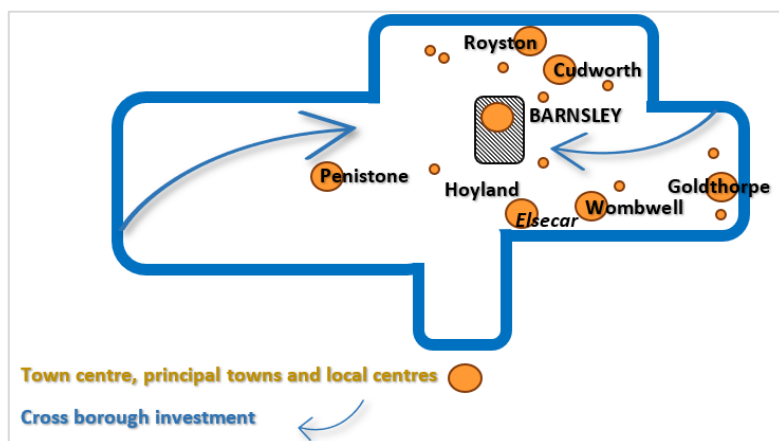 Royston
Cudworth
BARNSLEY
Penistone
Hoyland
Goldthorpe
Wombwell
Elsecar
Town centre, principal towns and local centres
Cross borough investment